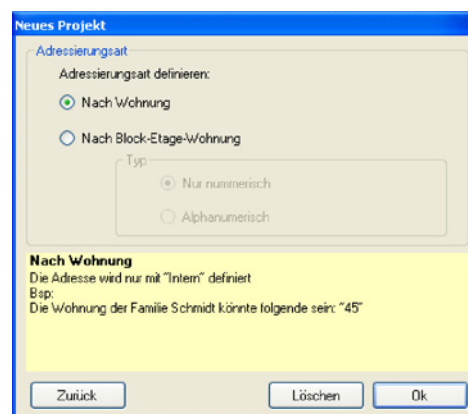 Neues Projekt
Adressierungsart
Adressierungsart definieren:
Nach Wohnung
Nach Block-Etage-Wohnung
Typ
Nur nummerisch
Alphanumerisch
Nach Wohnung
Die Adresse wird nur mit "Intern" definiert
Bsp:
Die Wohnung der Familie Schmidt könnte folgende sein: "45"
Zurück Löschen Ok